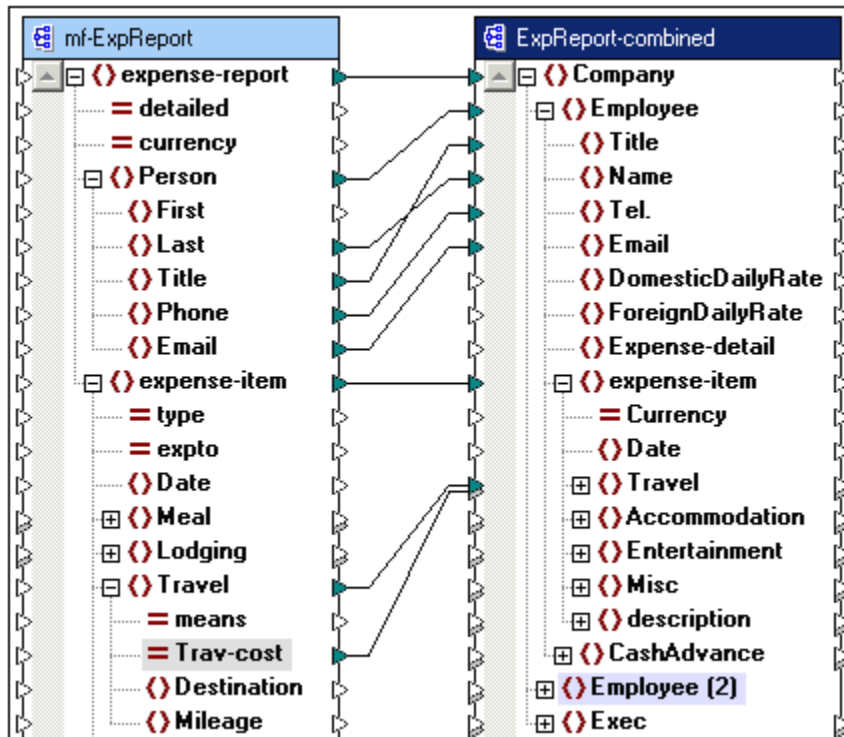 mf-ExpReport
expense-report
detailed
currency
Person
First
Last
Title
Phone
Email
expense-item
type
expto
Date
Meal
Lodging
Travel
means
Trav-cost
Destination
Mileage
ExpReport-combined
Company
Employee
Title
Name
Tel.
Email
DomesticDailyRate
ForeignDailyRate
Expense-detail
expense-item
Currency
Date
Travel
Accommodation
Entertainment
Misc
description
CashAdvance
Employee (2)
Exec